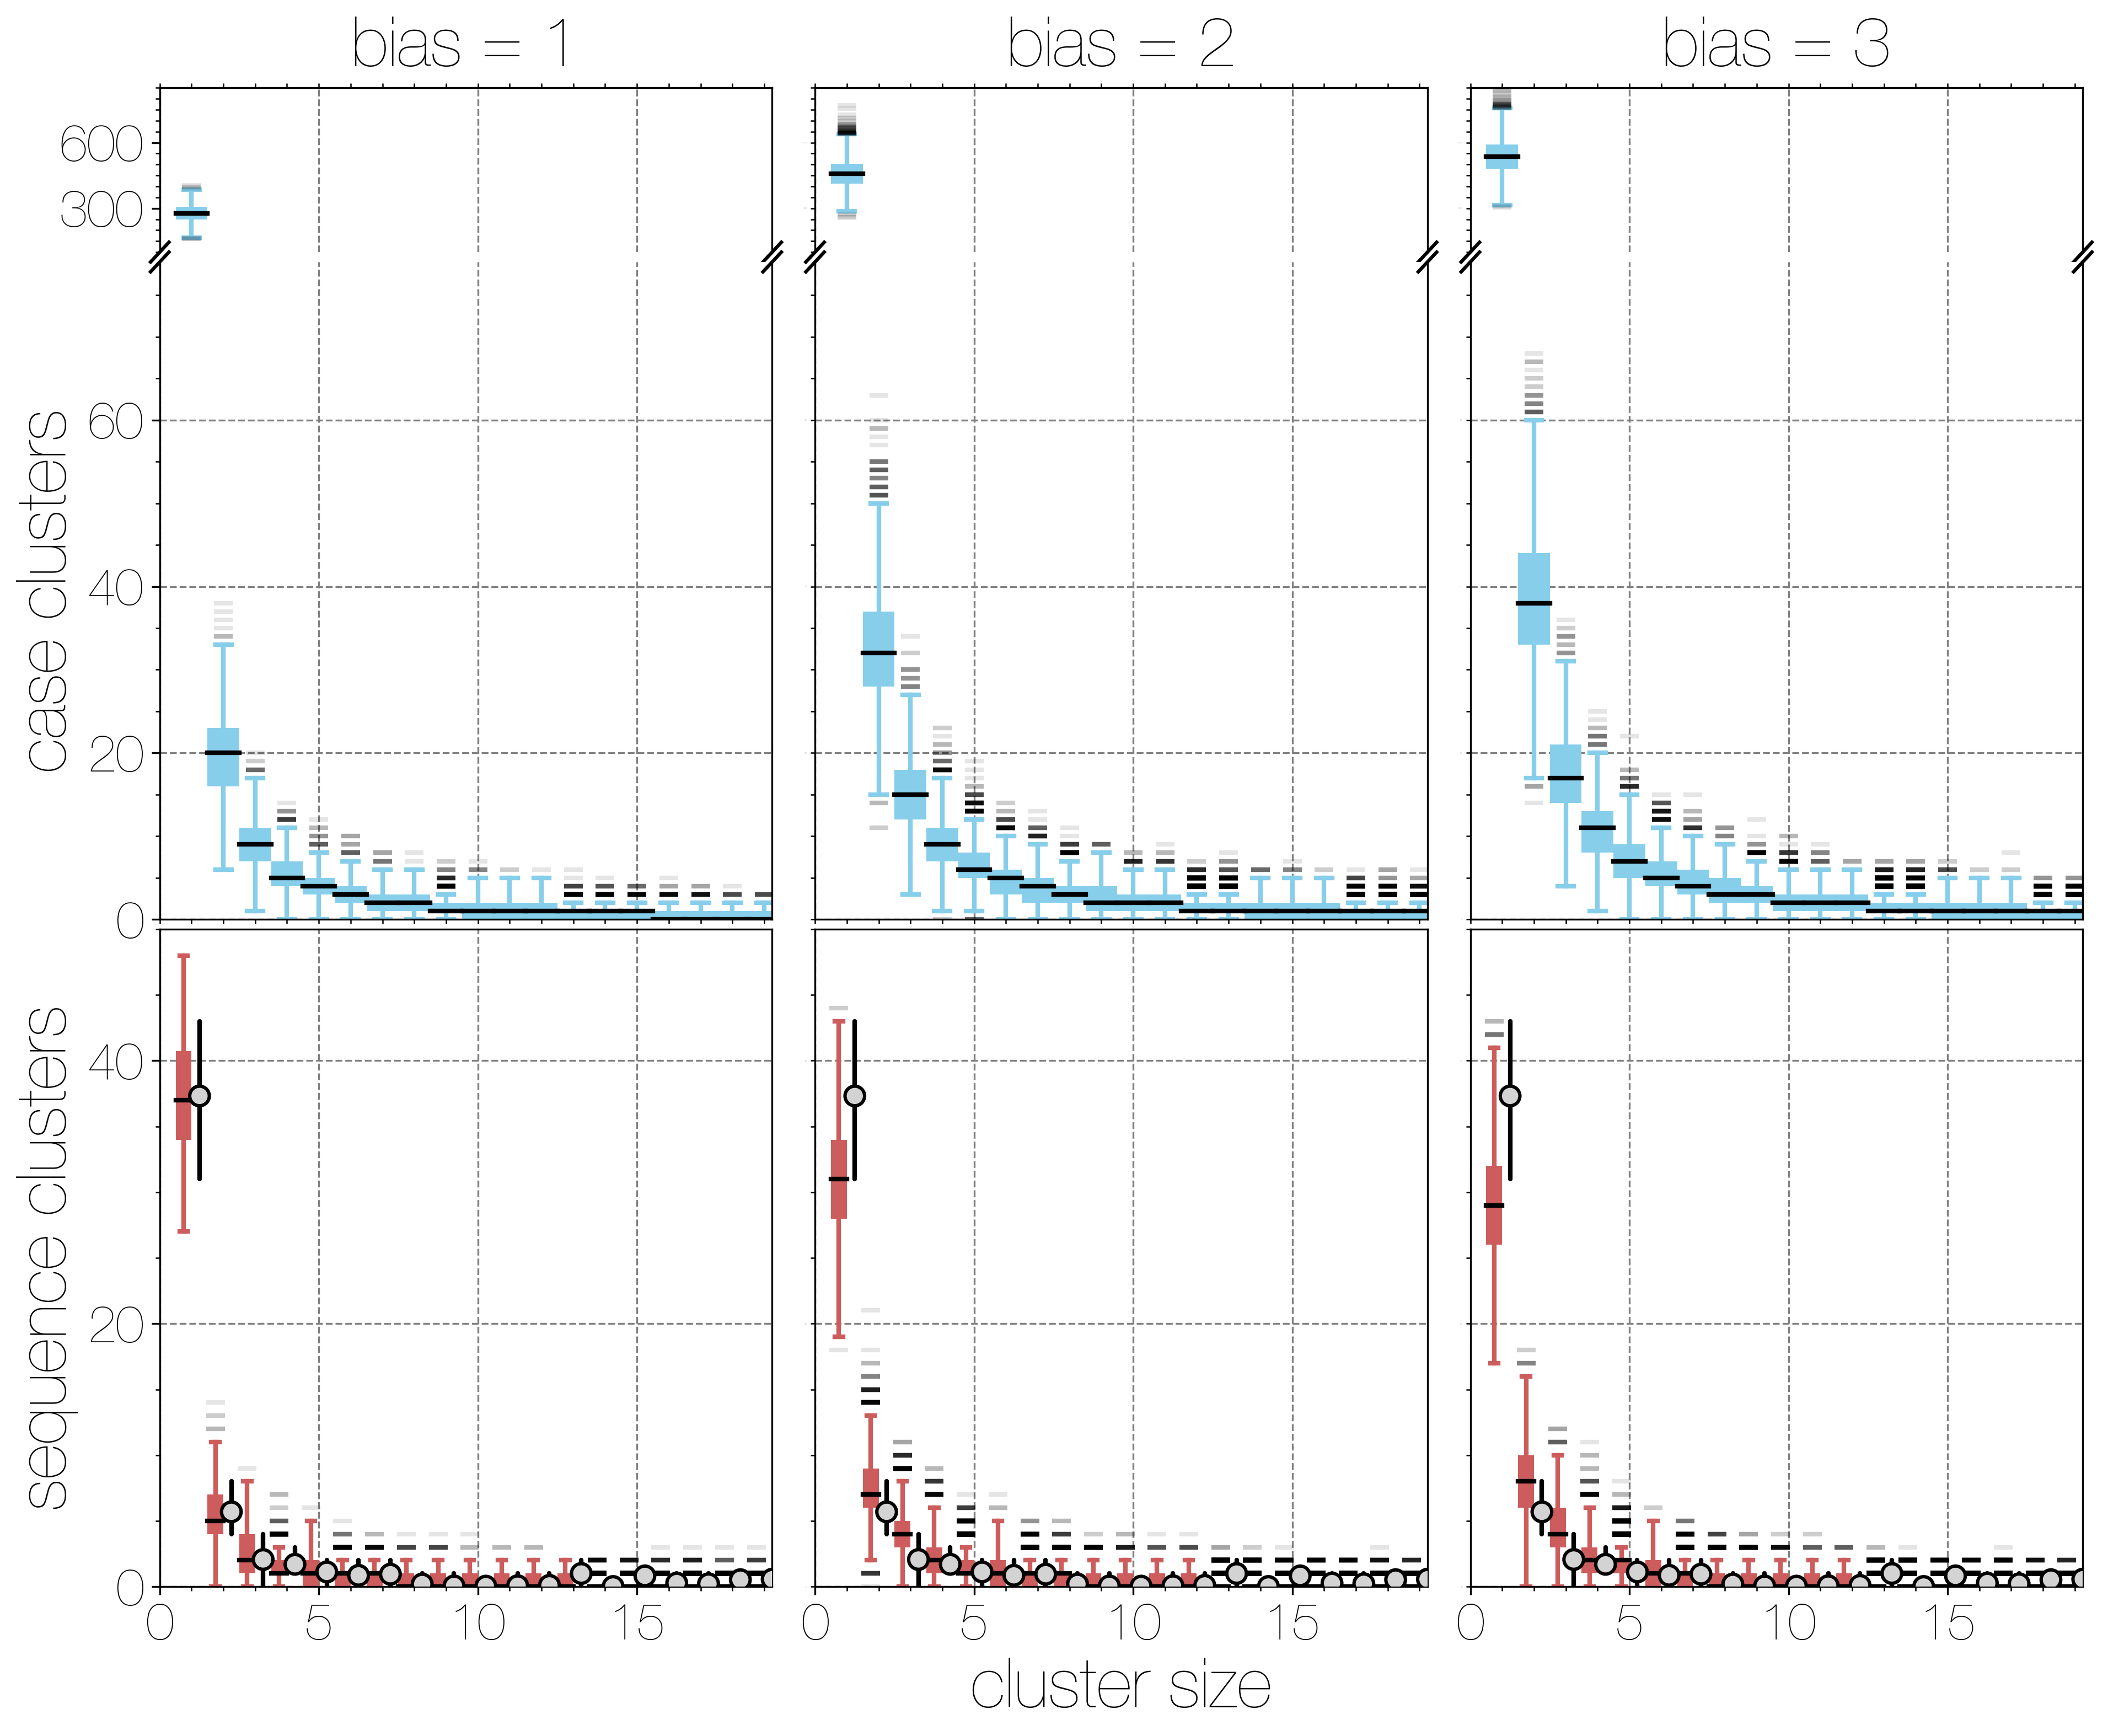 bias = 1
bias = 2
bias = 3
600
300
60
40
20
0
case clusters
40
20
0
sequence clusters
0 5 10 15
0 5 10 15
0 5 10 15
cluster size